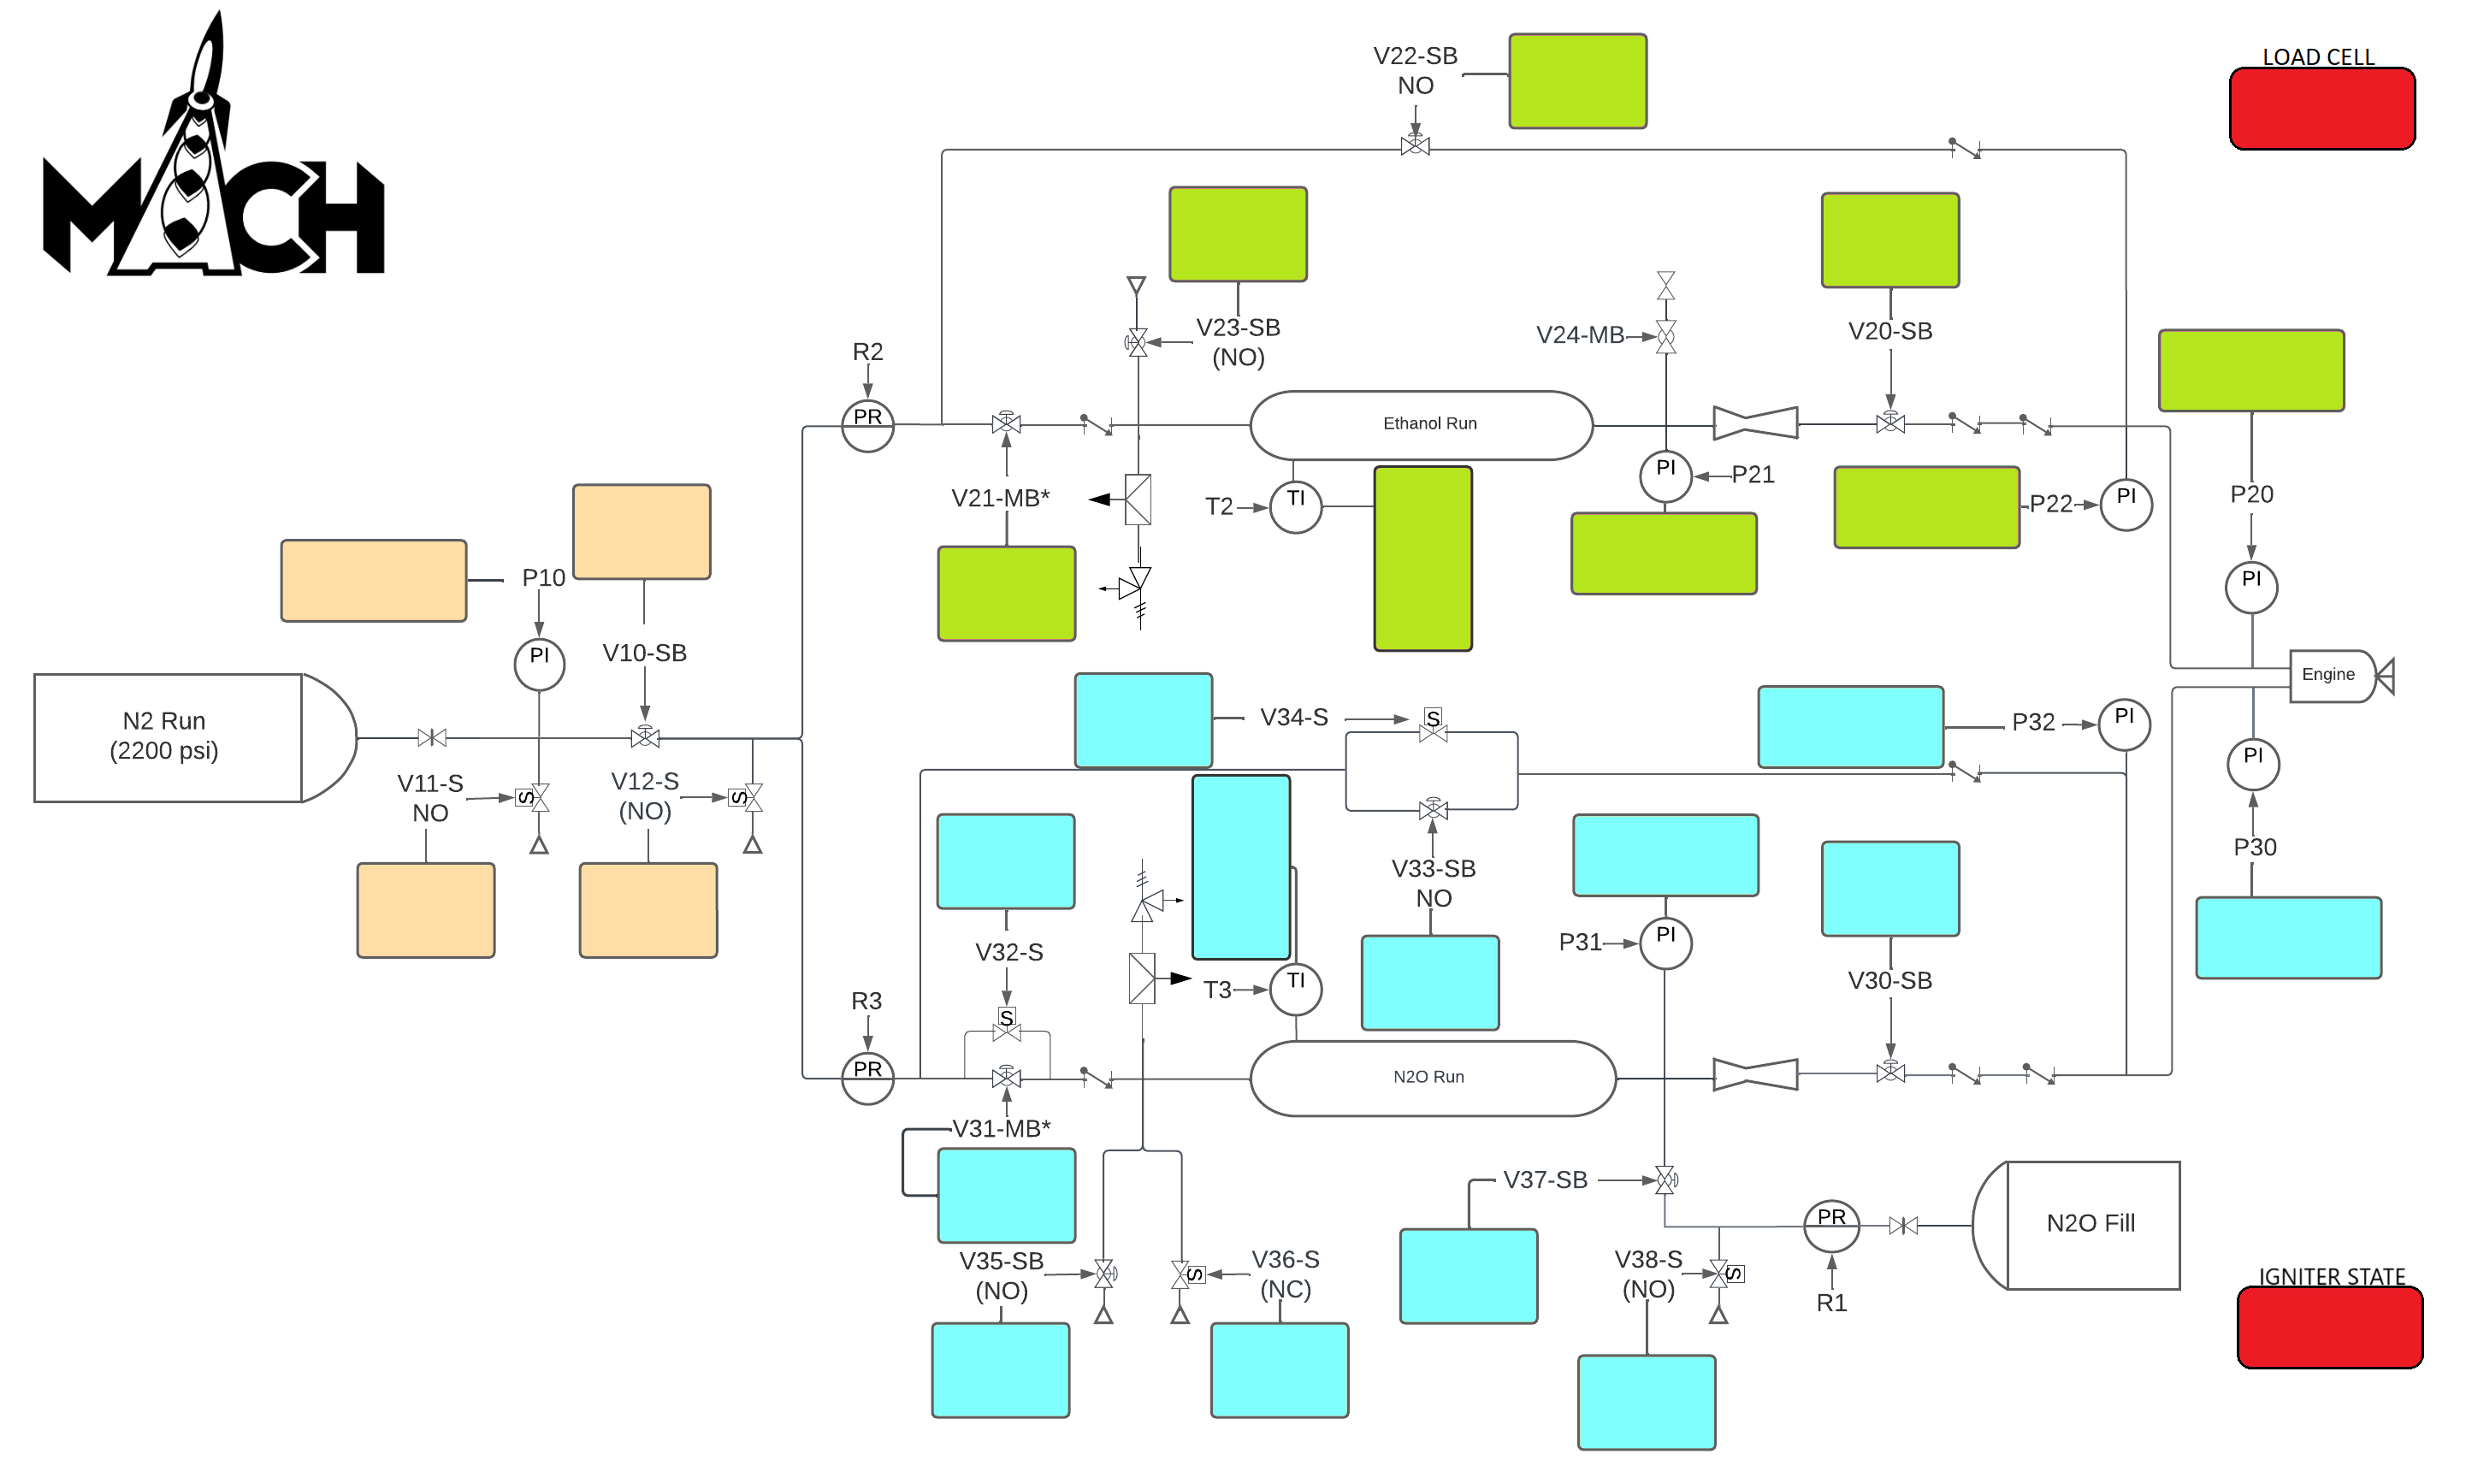 MACH
V22-SB
NO
LOAD CELL
V23-SB
(NO)
V24-MB
V20-SB
R2
PR
Ethanol Run
V21-MB*
T2
TI
PI
P21
P22
PI
P20
PI
P10
PI
V10-SB
N2 Run
(2200 psi)
V11-S
NO
S
V12-S
(NO)
S
V34-S
S
P32
PI
Engine
PI
P30
V33-SB
NO
V32-S
S
T3
TI
P31
PI
V30-SB
R3
PR
N2O Run
V31-MB*
V37-SB
V35-SB
(NO)
V36-S
(NC)
S
V38-S
(NO)
S
PR
R1
N2O Fill
IGNITER STATE